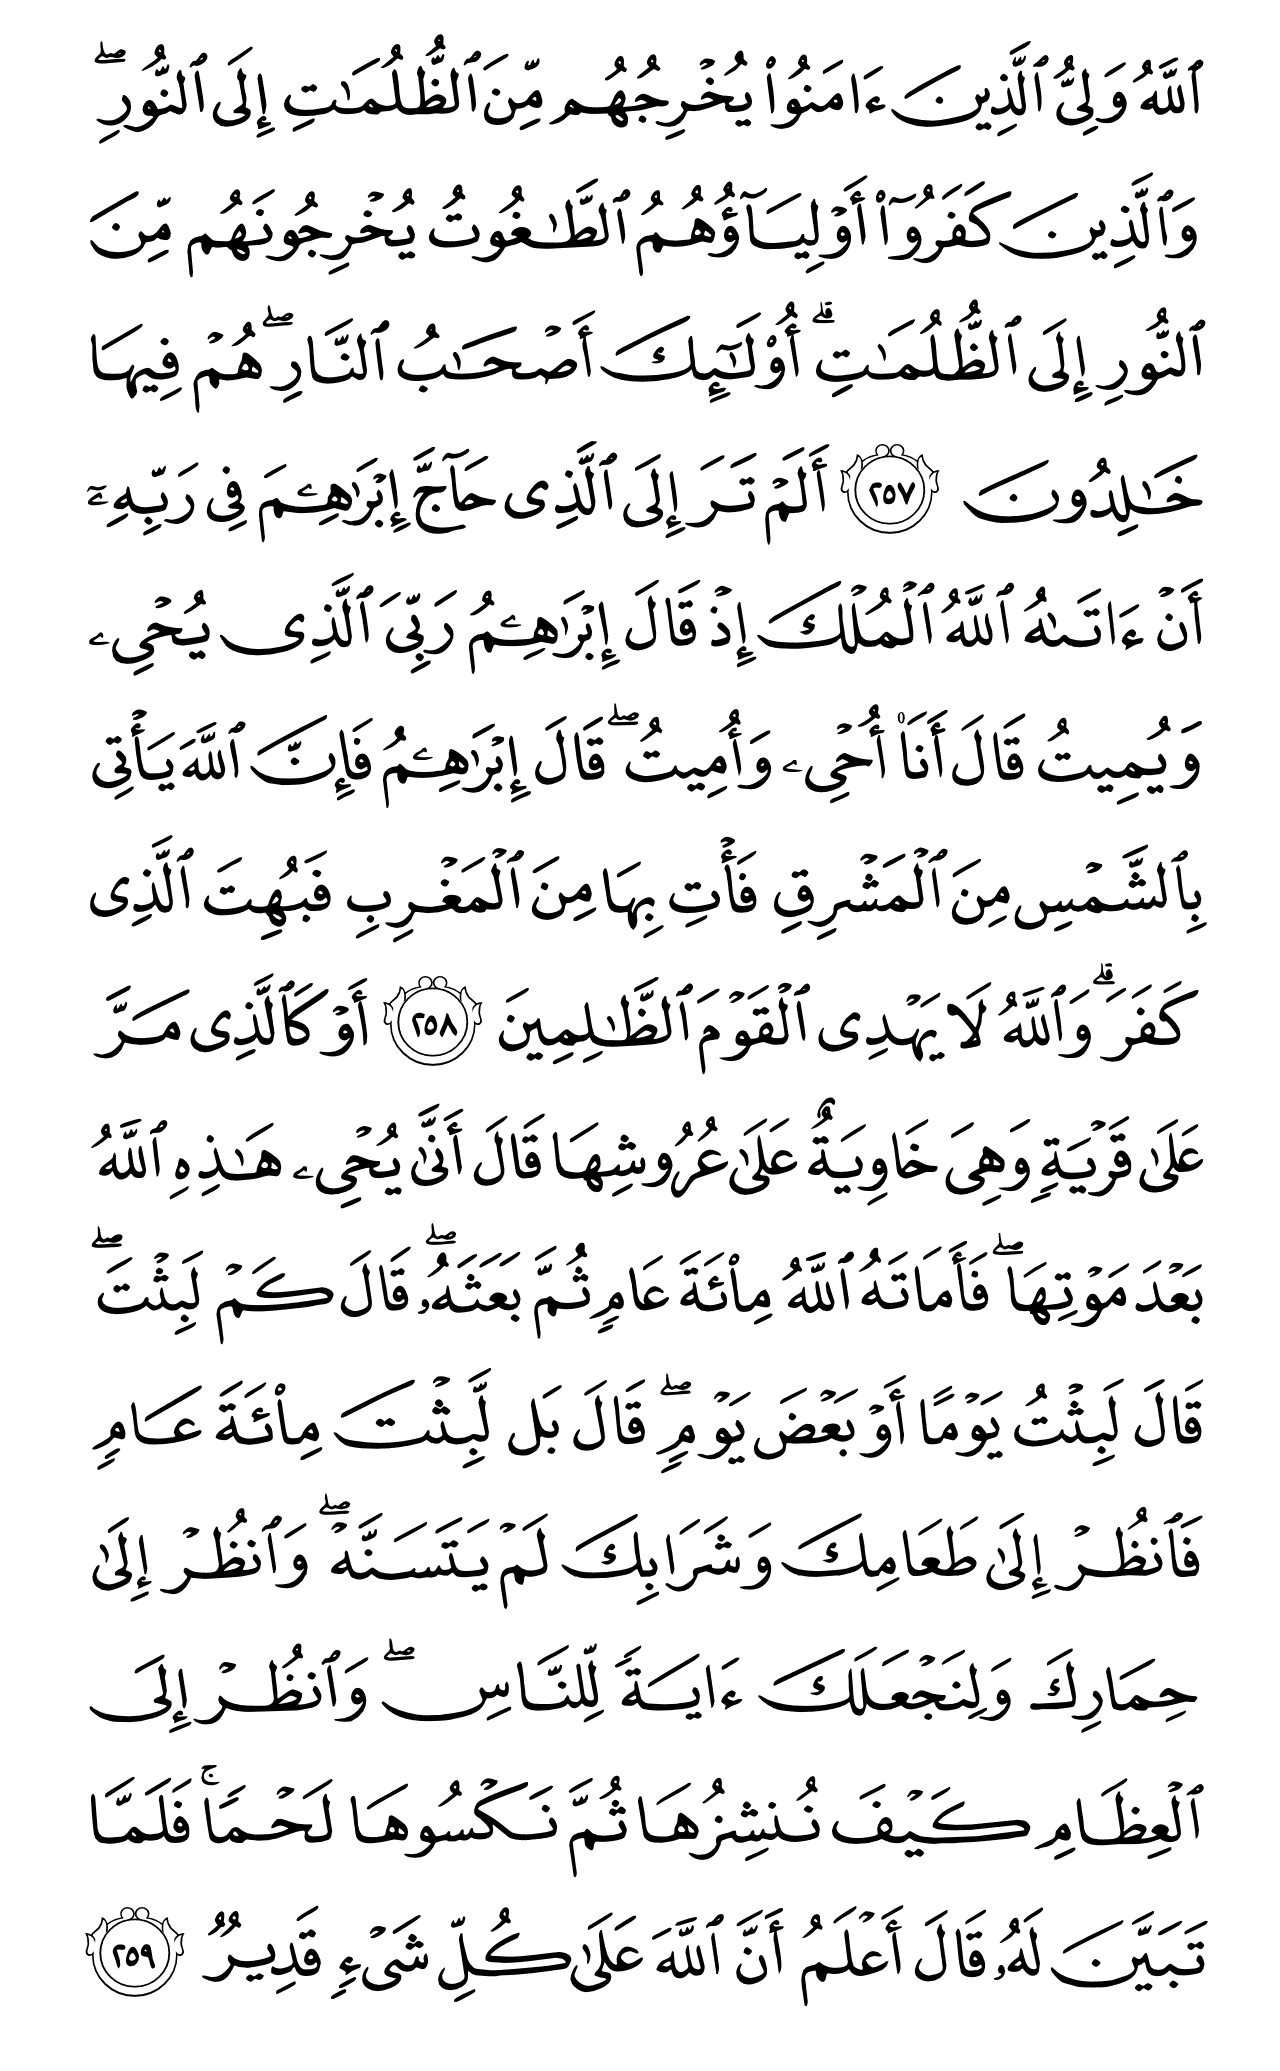 ٱللَّهُ وَلِىُّ ٱلَّذِينَ ءَامَنُوا۟ يُخْرِجُهُم مِّنَ ٱلظُّلُمَـٰتِ إِلَى ٱلنُّورِ ۖ
وَٱلَّذِينَ كَفَرُوٓا۟ أَوْلِيَآؤُهُمُ ٱلطَّـٰغُوتُ يُخْرِجُونَهُم مِّنَ
ٱلنُّورِ إِلَى ٱلظُّلُمَـٰتِ ۗ أُو۟لَـٰٓئِكَ أَصْحَـٰبُ ٱلنَّارِ ۖ هُمْ فِيهَا
خَـٰلِدُونَ ٢٥٧ أَلَمْ تَرَ إِلَى ٱلَّذِى حَآجَّ إِبْرَٰهِـۧمَ فِى رَبِّهِۦٓ
أَنْ ءَاتَىٰهُ ٱللَّهُ ٱلْمُلْكَ إِذْ قَالَ إِبْرَٰهِـۧمُ رَبِّىَ ٱلَّذِى يُحْىِۦ
وَيُمِيتُ قَالَ أَنَا۠ أُحْىِۦ وَأُمِيتُ ۖ قَالَ إِبْرَٰهِـۧمُ فَإِنَّ ٱللَّهَ يَأْتِى
بِٱلشَّمْسِ مِنَ ٱلْمَشْرِقِ فَأْتِ بِهَا مِنَ ٱلْمَغْرِبِ فَبُهِتَ ٱلَّذِى
كَفَرَ ۗ وَٱللَّهُ لَا يَهْدِى ٱلْقَوْمَ ٱلظَّـٰلِمِينَ ٢٥٨ أَوْ كَٱلَّذِى مَرَّ
عَلَىٰ قَرْيَةٍ وَهِىَ خَاوِيَةٌ عَلَىٰ عُرُوشِهَا قَالَ أَنَّىٰ يُحْىِۦ هَـٰذِهِ ٱللَّهُ
بَعْدَ مَوْتِهَا ۖ فَأَمَاتَهُ ٱللَّهُ مِا۟ئَةَ عَامٍ ثُمَّ بَعَثَهُۥ ۖ قَالَ كَمْ لَبِثْتَ ۖ
قَالَ لَبِثْتُ يَوْمًا أَوْ بَعْضَ يَوْمٍ ۖ قَالَ بَل لَّبِثْتَ مِا۟ئَةَ عَامٍ
فَٱنظُرْ إِلَىٰ طَعَامِكَ وَشَرَابِكَ لَمْ يَتَسَنَّهْ ۖ وَٱنظُرْ إِلَىٰ
حِمَارِكَ وَلِنَجْعَلَكَ ءَايَةً لِّلنَّاسِ ۖ وَٱنظُرْ إِلَى
ٱلْعِظَامِ كَيْفَ نُنشِزُهَا ثُمَّ نَكْسُوهَا لَحْمًا ۚ فَلَمَّا
تَبَيَّنَ لَهُۥ قَالَ أَعْلَمُ أَنَّ ٱللَّهَ عَلَىٰ كُلِّ شَىْءٍ قَدِيرٌ ٢٥٩